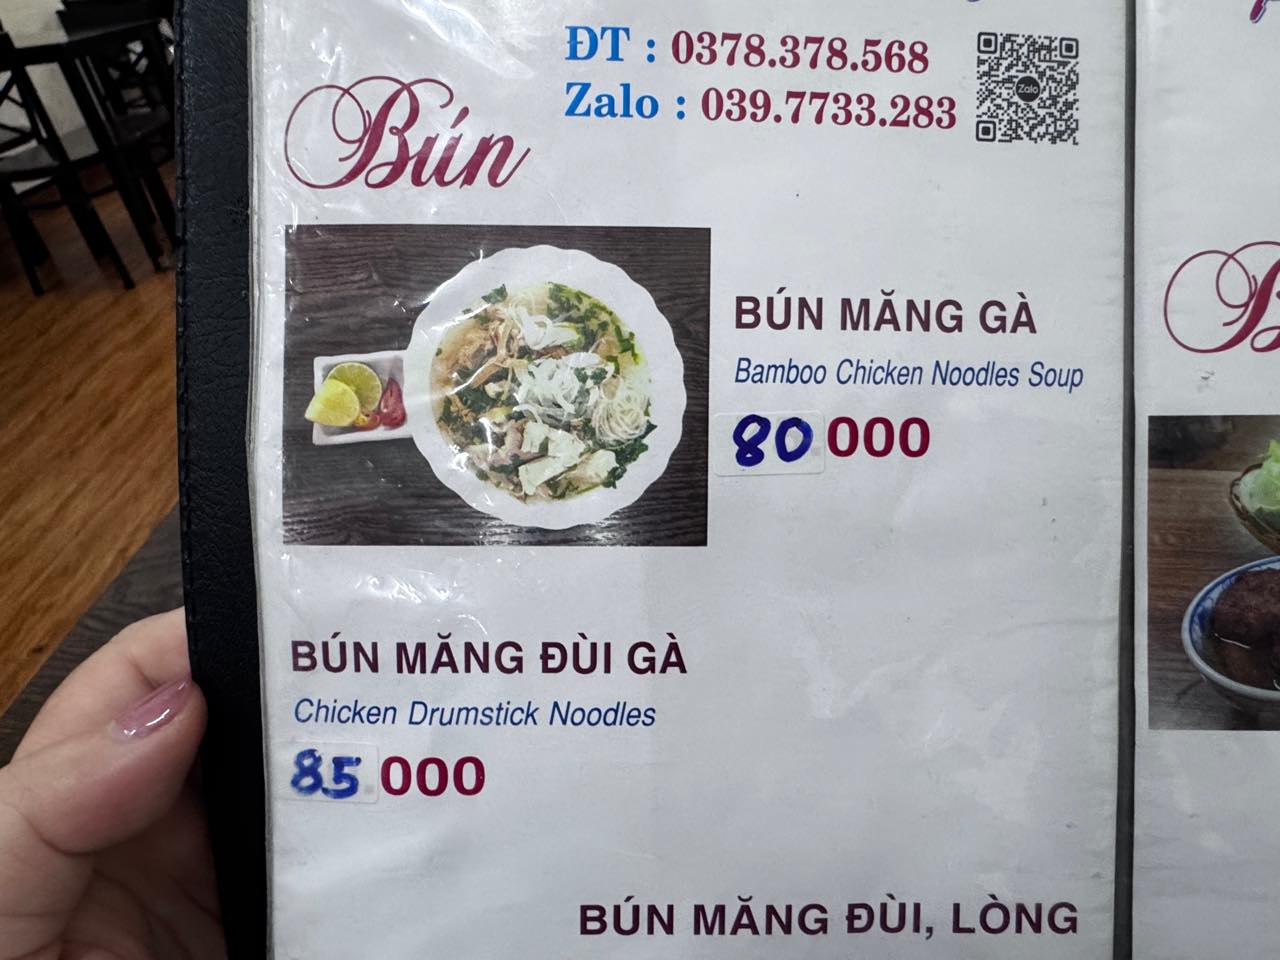 ĐT : 0378.378.568
Zalo : 039.7733.283
Zalo
Bún
BÚN MĂNG GÀ
Bamboo Chicken Noodles Soup
80.000
BÚN MĂNG ĐÙI GÀ
Chicken Drumstick Noodles
85.000
BÚN MĂNG ĐÙI, LÒNG